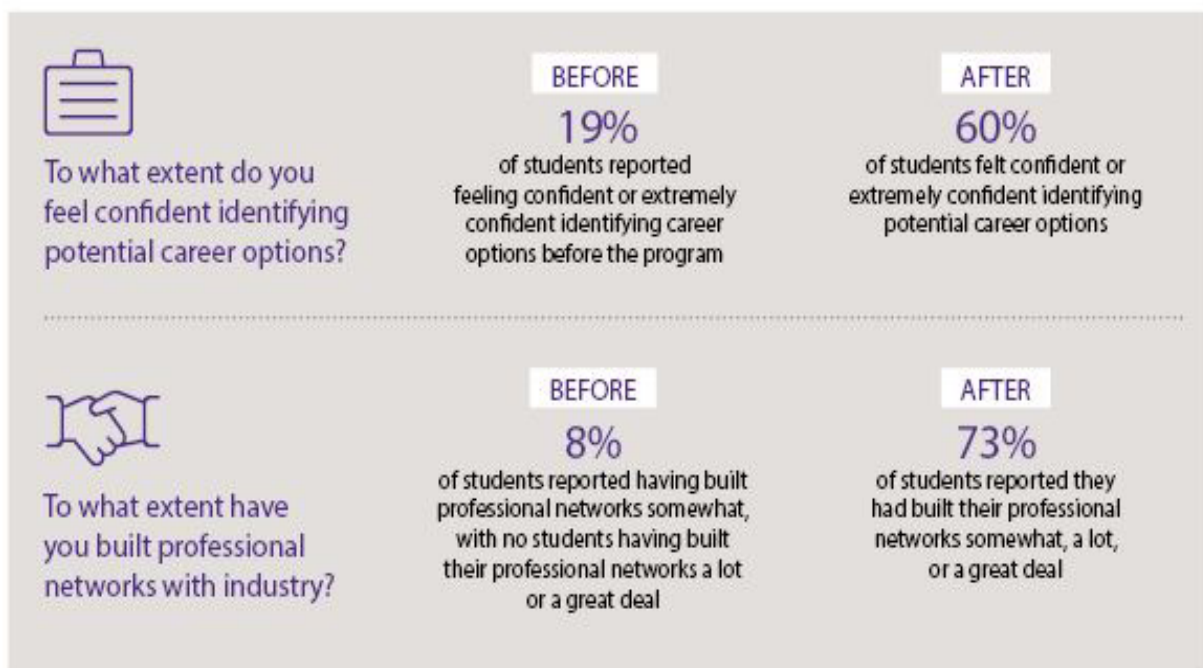 To what extent do you
feel confident identifying
potential career options?
BEFORE
19%
of students reported
feeling confident or extremely
confident identifying career
options before the program
AFTER
60%
of students felt confident or
extremely confident identifying
potential career options
To what extent have
you built professional
networks with industry?
BEFORE
8%
of students reported having built
professional networks somewhat,
with no students having built
their professional networks a lot
or a great deal
AFTER
73%
of students reported they
had built their professional
networks somewhat, a lot,
or a great deal